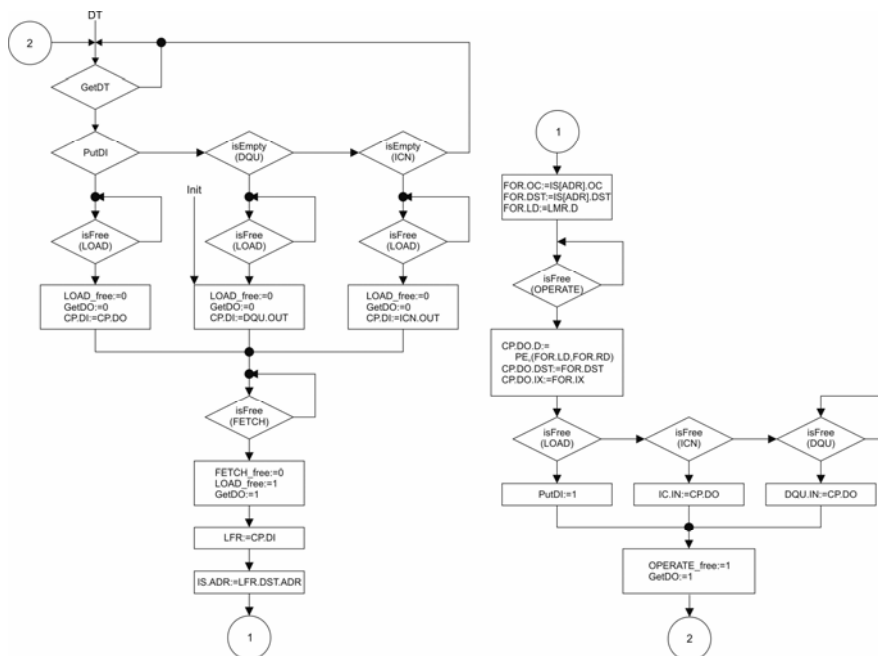 DT
2
GetDT
PutDI
isEmpty
(DQU)
isEmpty
(ICN)
Init
isFree
(LOAD)
isFree
(LOAD)
isFree
(LOAD)
LOAD_free:=0
GetDO:=0
CP.DI:=CP.DO
LOAD_free:=0
GetDO:=0
CP.DI:=DQU.OUT
LOAD_free:=0
GetDO:=0
CP.DI:=ICN.OUT
isFree
(FETCH)
FETCH_free:=0
LOAD_free:=1
GetDO:=1
LFR:=CP.DI
IS.ADR:=LFR.DST.ADR
1
1
FOR.OC:=IS[ADR].OC
FOR.DST:=IS[ADR].DST
FOR.LD:=LMR.D
isFree
(OPERATE)
CP.DO.D:=
PE,(FOR.LD,FOR.RD)
CP.DO.DST:=FOR.DST
CP.DO.IX:=FOR.IX
isFree
(LOAD)
isFree
(ICN)
isFree
(DQU)
PutDI:=1
IC.IN:=CP.DO
DQU.IN:=CP.DO
OPERATE_free:=1
GetDO:=1
2